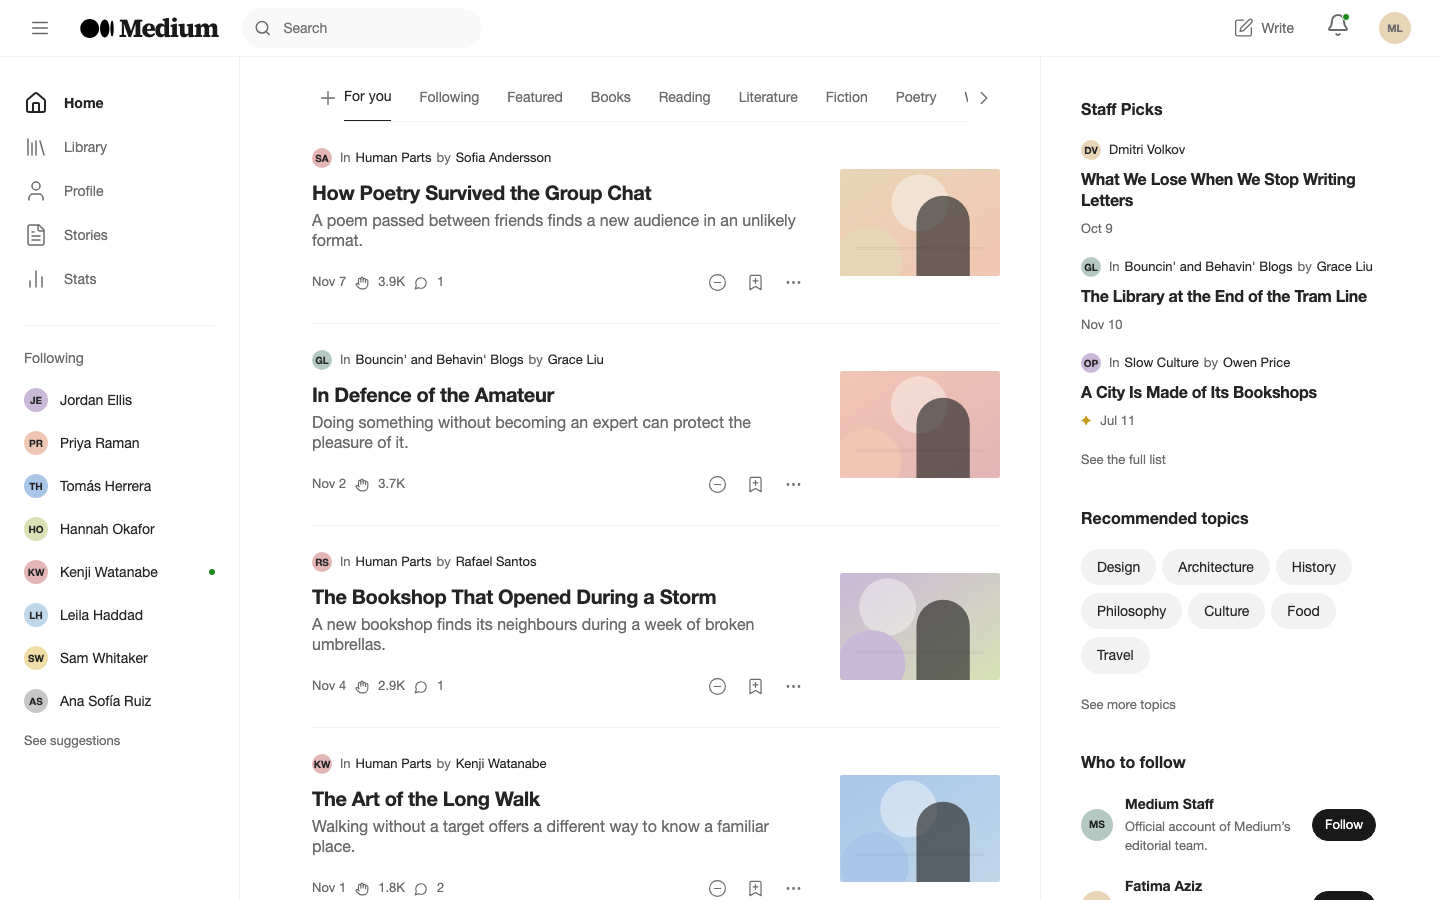 Medium
Search
Write
ML
Home
Library
Profile
Stories
Stats
Following
JE Jordan Ellis
PR Priya Raman
TH Tomás Herrera
HO Hannah Okafor
KW Kenji Watanabe
LH Leila Haddad
SW Sam Whitaker
AS Ana Sofía Ruiz
See suggestions
For you Following Featured Books Reading Literature Fiction Poetry
SA In Human Parts by Sofia Andersson
How Poetry Survived the Group Chat
A poem passed between friends finds a new audience in an unlikely
format.
Nov 7 3.9K 1
GL In Bouncin' and Behavin' Blogs by Grace Liu
In Defence of the Amateur
Doing something without becoming an expert can protect the
pleasure of it.
Nov 2 3.7K
RS In Human Parts by Rafael Santos
The Bookshop That Opened During a Storm
A new bookshop finds its neighbours during a week of broken
umbrellas.
Nov 4 2.9K 1
KW In Human Parts by Kenji Watanabe
The Art of the Long Walk
Walking without a target offers a different way to know a familiar
place.
Nov 1 1.8K 2
Staff Picks
DV Dmitri Volkov
What We Lose When We Stop Writing
Letters
Oct 9
GL In Bouncin' and Behavin' Blogs by Grace Liu
The Library at the End of the Tram Line
Nov 10
OP In Slow Culture by Owen Price
A City Is Made of Its Bookshops
Jul 11
See the full list
Recommended topics
Design Architecture History
Philosophy Culture Food
Travel
See more topics
Who to follow
MS Medium Staff
Official account of Medium's
editorial team.
Follow
Fatima Aziz